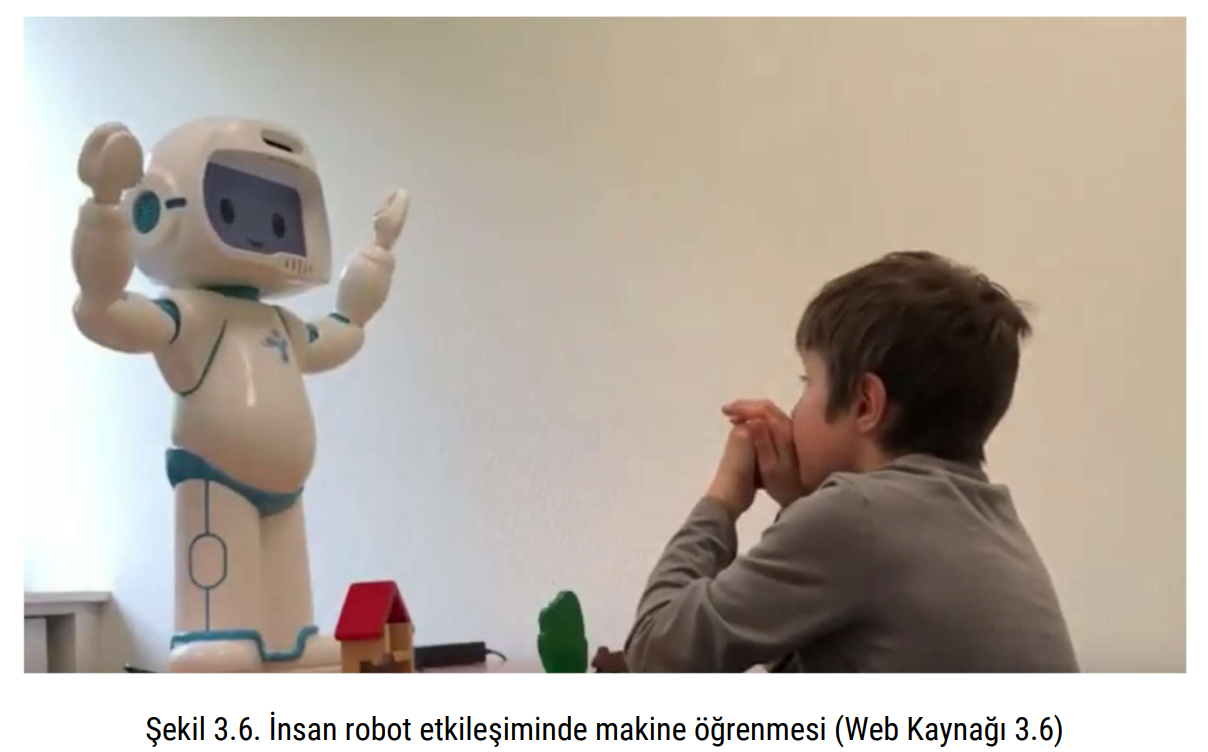 Şekil 3.6. İnsan robot etkileşiminde makine öğrenmesi (Web Kaynağı 3.6)